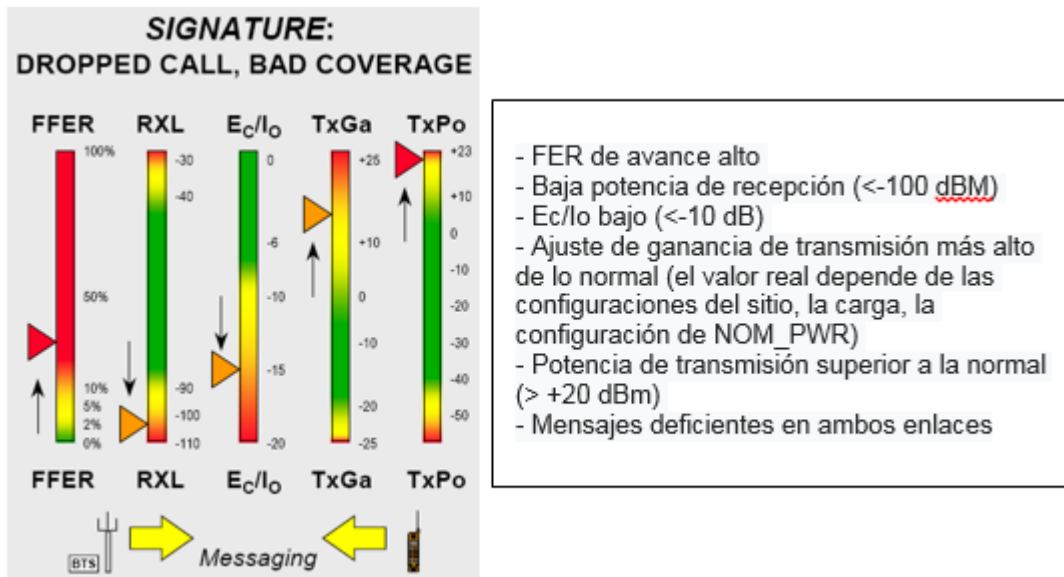 SIGNATURE:
DROPPED CALL, BAD COVERAGE
FFER RXL EC/IO TxGa TxPo
100%
50%
10%
5%
2%
0%
-30
-40
-90
-100
-110
0
-6
-10
-15
-20
+25
+10
0
-10
-20
-25
+23
+10
0
-10
-20
-30
-40
-50
FFER RXL EC/IO TxGa TxPo
BTS
Messaging
- FER de avance alto
- Baja potencia de recepción (<-100 dBM)
- Ec/Io bajo (<-10 dB)
- Ajuste de ganancia de transmisión más alto
de lo normal (el valor real depende de las
configuraciones del sitio, la carga, la
configuración de NOM_PWR)
- Potencia de transmisión superior a la normal
(> +20 dBm)
- Mensajes deficientes en ambos enlaces